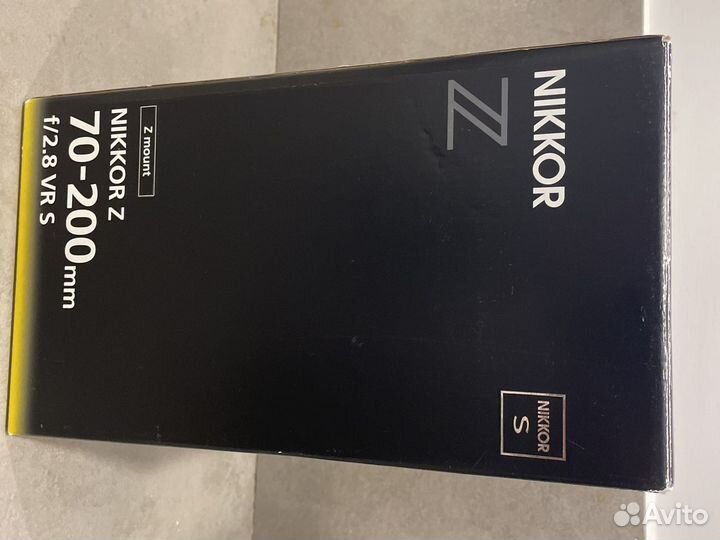 NIKKOR
Z
NIKKOR
S
Z mount
NIKKOR Z
70-200mm
f/2.8 VR S
Avito